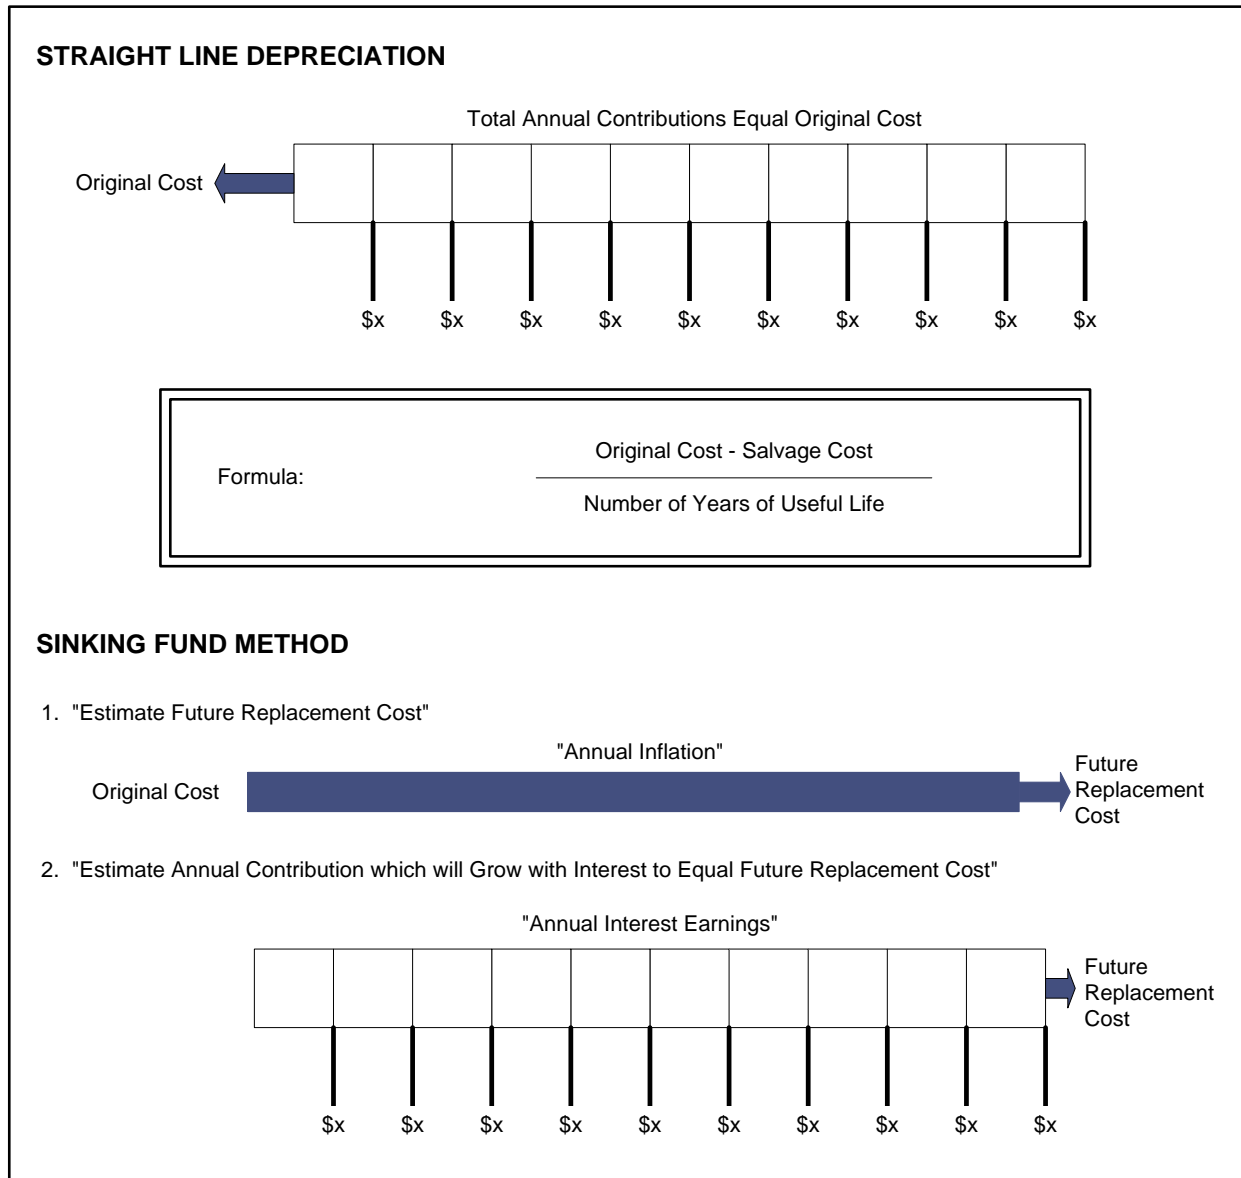 STRAIGHT LINE DEPRECIATION
Total Annual Contributions Equal Original Cost
Original Cost
$x $x $x $x $x $x $x $x $x $x
Original Cost - Salvage Cost
Formula:
Number of Years of Useful Life
SINKING FUND METHOD
1. "Estimate Future Replacement Cost"
"Annual Inflation"
Original Cost
Future
Replacement
Cost
2. "Estimate Annual Contribution which will Grow with Interest to Equal Future Replacement Cost"
"Annual Interest Earnings"
Future
Replacement
Cost
$x $x $x $x $x $x $x $x $x $x